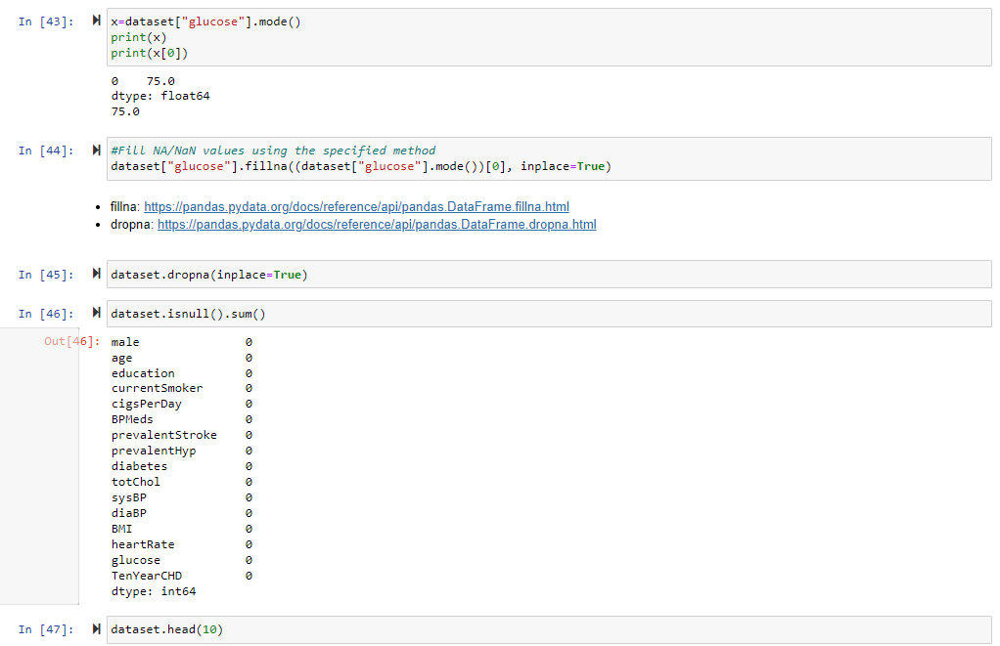 In [43]: x=dataset["glucose"].mode()
print(x)
print(x[0])
0    75.0
dtype: float64
75.0
In [44]: #Fill NA/NaN values using the specified method
dataset["glucose"].fillna((dataset["glucose"].mode())[0], inplace=True)
• fillna: https://pandas.pydata.org/docs/reference/api/pandas.DataFrame.fillna.html
• dropna: https://pandas.pydata.org/docs/reference/api/pandas.DataFrame.dropna.html
In [45]: dataset.dropna(inplace=True)
In [46]: dataset.isnull().sum()
Out[46]: male               0
age                0
education          0
currentSmoker      0
cigsPerDay         0
BPMeds             0
prevalentStroke    0
prevalentHyp       0
diabetes           0
totChol            0
sysBP              0
diaBP              0
BMI                0
heartRate          0
glucose            0
TenYearCHD         0
dtype: int64
In [47]: dataset.head(10)